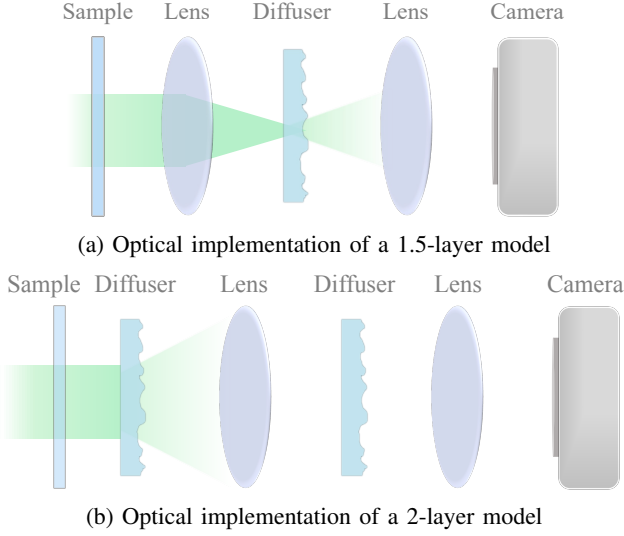 Sample Lens Diffuser Lens Camera
(a) Optical implementation of a 1.5-layer model
Sample Diffuser Lens Diffuser Lens Camera
(b) Optical implementation of a 2-layer model